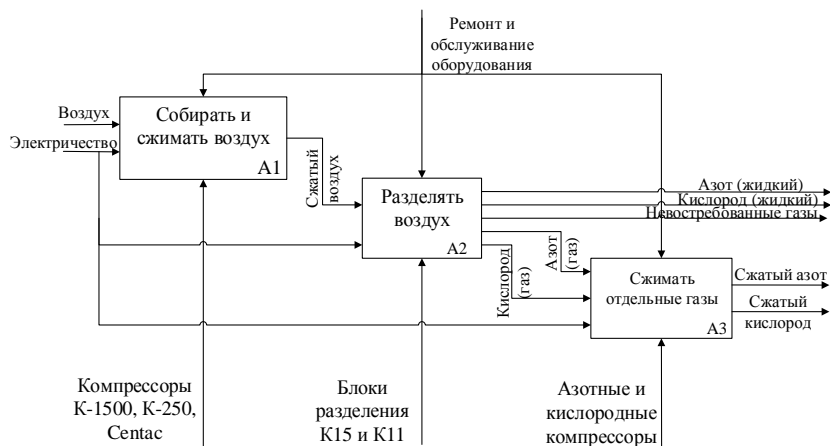 Ремонт и
обслуживание
оборудования
Воздух
Электричество
Собирать и
сжимать воздух
A1
Сжатый
воздух
Разделять
воздух
A2
Азот (жидкий)
Кислород (жидкий)
Невостребованные газы
Азот
(газ)
Кислород
(газ)
Сжимать
отдельные газы
A3
Сжатый азот
Сжатый
кислород
Компрессоры
К-1500, К-250,
Centac
Блоки
разделения
К15 и К11
Азотные и
кислородные
компрессоры